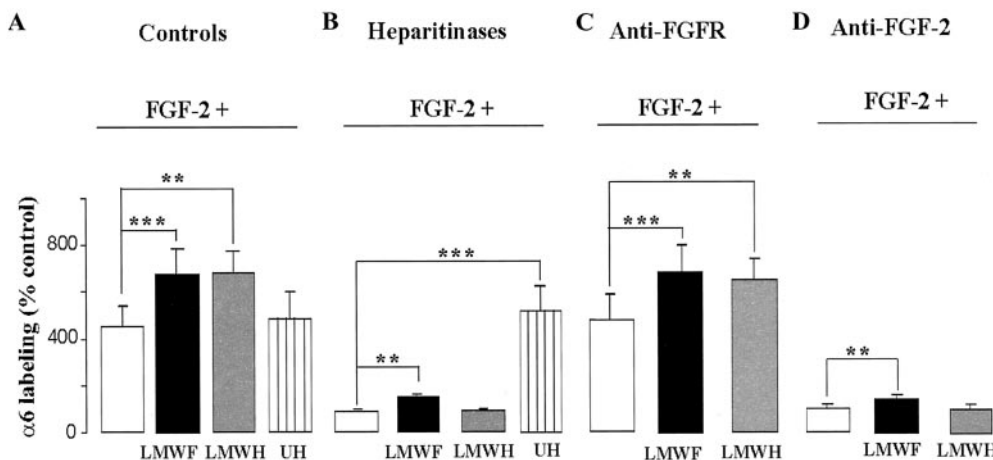 A B C D
Controls Heparitinases Anti-FGFR Anti-FGF-2
FGF-2 + FGF-2 + FGF-2 + FGF-2 +
** ** 
*** *** ***
** **
α6 labeling (% control)
800
400
0
LMWF LMWH UH LMWF LMWH UH LMWF LMWH LMWF LMWH